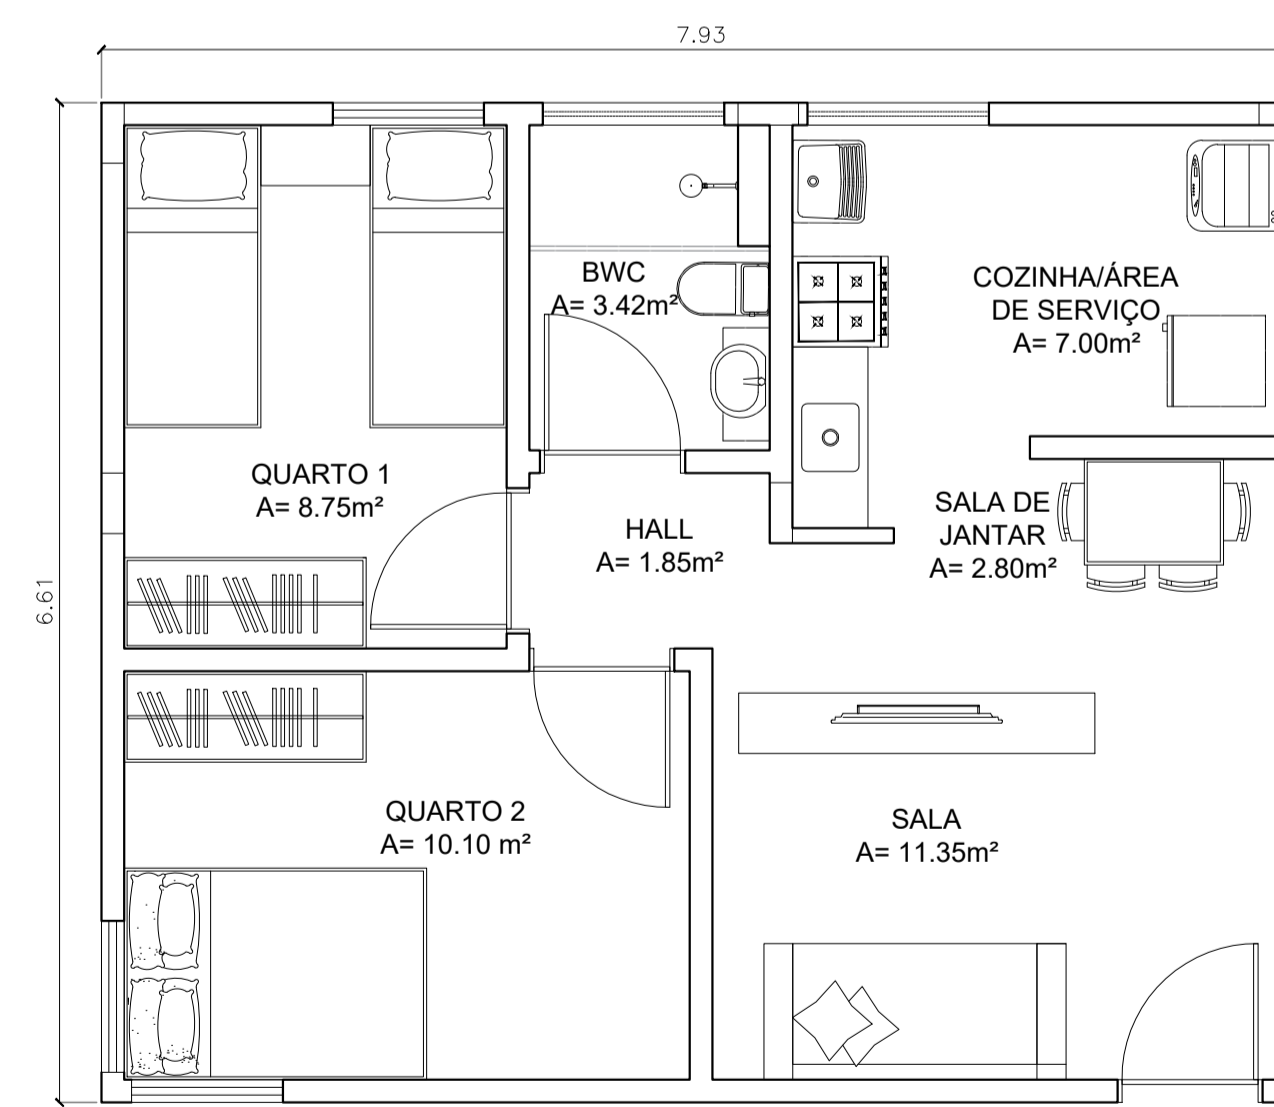 7.93
BWC
A= 3.42m²
COZINHA/ÁREA
DE SERVIÇO
A= 7.00m²
QUARTO 1
A= 8.75m²
HALL
A= 1.85m²
SALA DE
JANTAR
A= 2.80m²
6.61
QUARTO 2
A= 10.10 m²
SALA
A= 11.35m²